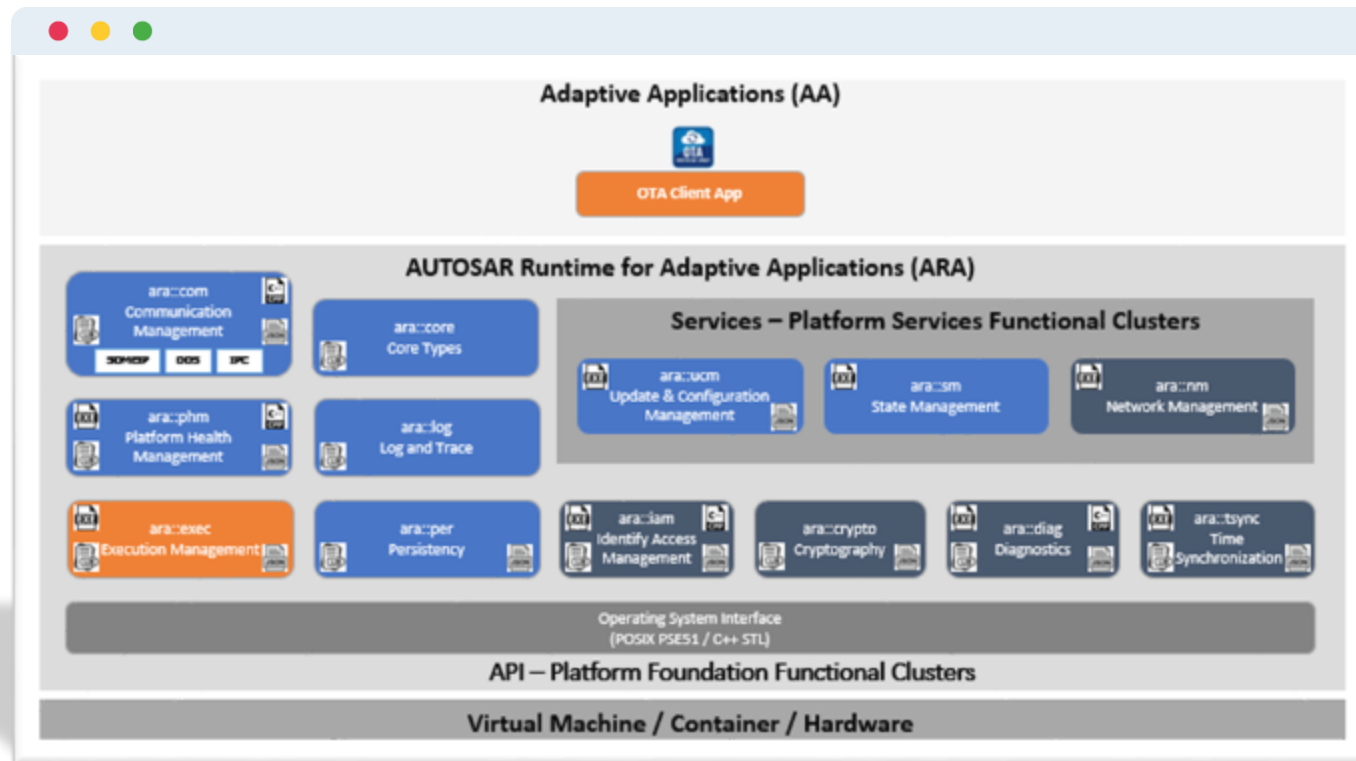 Adaptive Applications (AA)
OTA
OTA Client App
AUTOSAR Runtime for Adaptive Applications (ARA)
ara::com
Communication
Management
SOMEIP
DDS
IPC
ara::core
Core Types
Services – Platform Services Functional Clusters
ara::ucm
Update & Configuration
Management
ara::sm
State Management
ara::nm
Network Management
ara::phm
Platform Health
Management
ara::log
Log and Trace
ara::exec
Execution Management
ara::per
Persistency
ara::iam
Identify Access
Management
ara::crypto
Cryptography
ara::diag
Diagnostics
ara::tsync
Time
Synchronization
Operating System Interface
(POSIX PSE51 / C++ STL)
API – Platform Foundation Functional Clusters
Virtual Machine / Container / Hardware